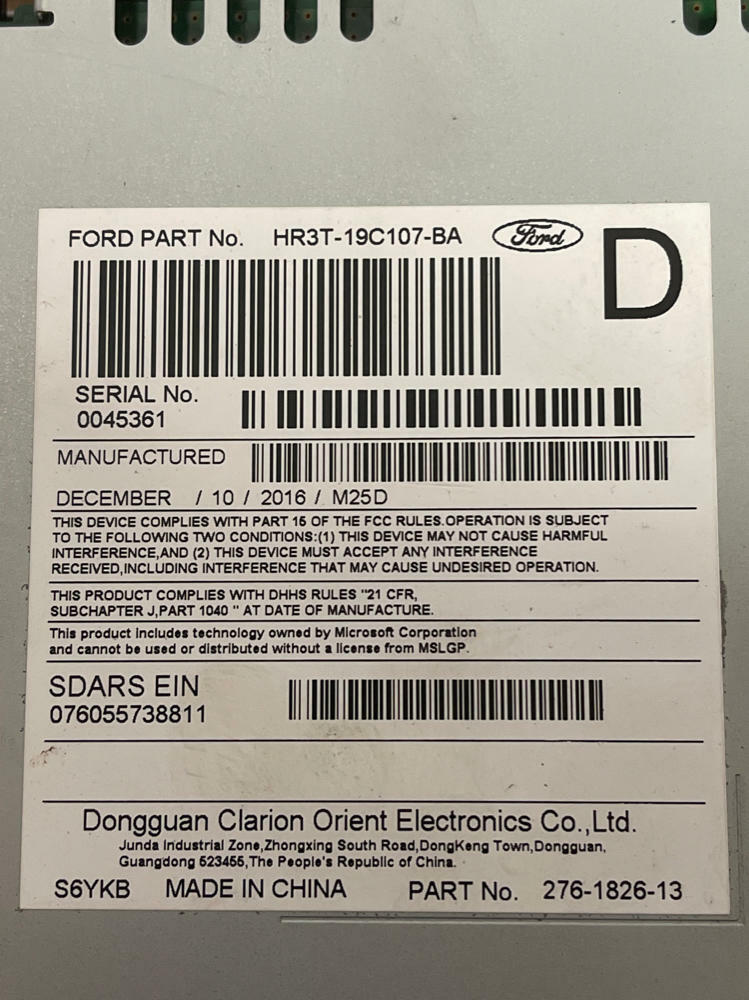 FORD PART No. HR3T-19C107-BA Ford D
SERIAL No.
0045361
MANUFACTURED
DECEMBER / 10 / 2016 / M25D
THIS DEVICE COMPLIES WITH PART 15 OF THE FCC RULES.OPERATION IS SUBJECT
TO THE FOLLOWING TWO CONDITIONS:(1) THIS DEVICE MAY NOT CAUSE HARMFUL
INTERFERENCE,AND (2) THIS DEVICE MUST ACCEPT ANY INTERFERENCE
RECEIVED,INCLUDING INTERFERENCE THAT MAY CAUSE UNDESIRED OPERATION.
THIS PRODUCT COMPLIES WITH DHHS RULES "21 CFR,
SUBCHAPTER J,PART 1040 " AT DATE OF MANUFACTURE.
This product includes technology owned by Microsoft Corporation
and cannot be used or distributed without a license from MSLGP.
SDARS EIN
076055738811
Dongguan Clarion Orient Electronics Co.,Ltd.
Junda Industrial Zone,Zhongxing South Road,DongKeng Town,Dongguan,
Guangdong 523455,The People's Republic of China.
S6YKB MADE IN CHINA PART No. 276-1826-13